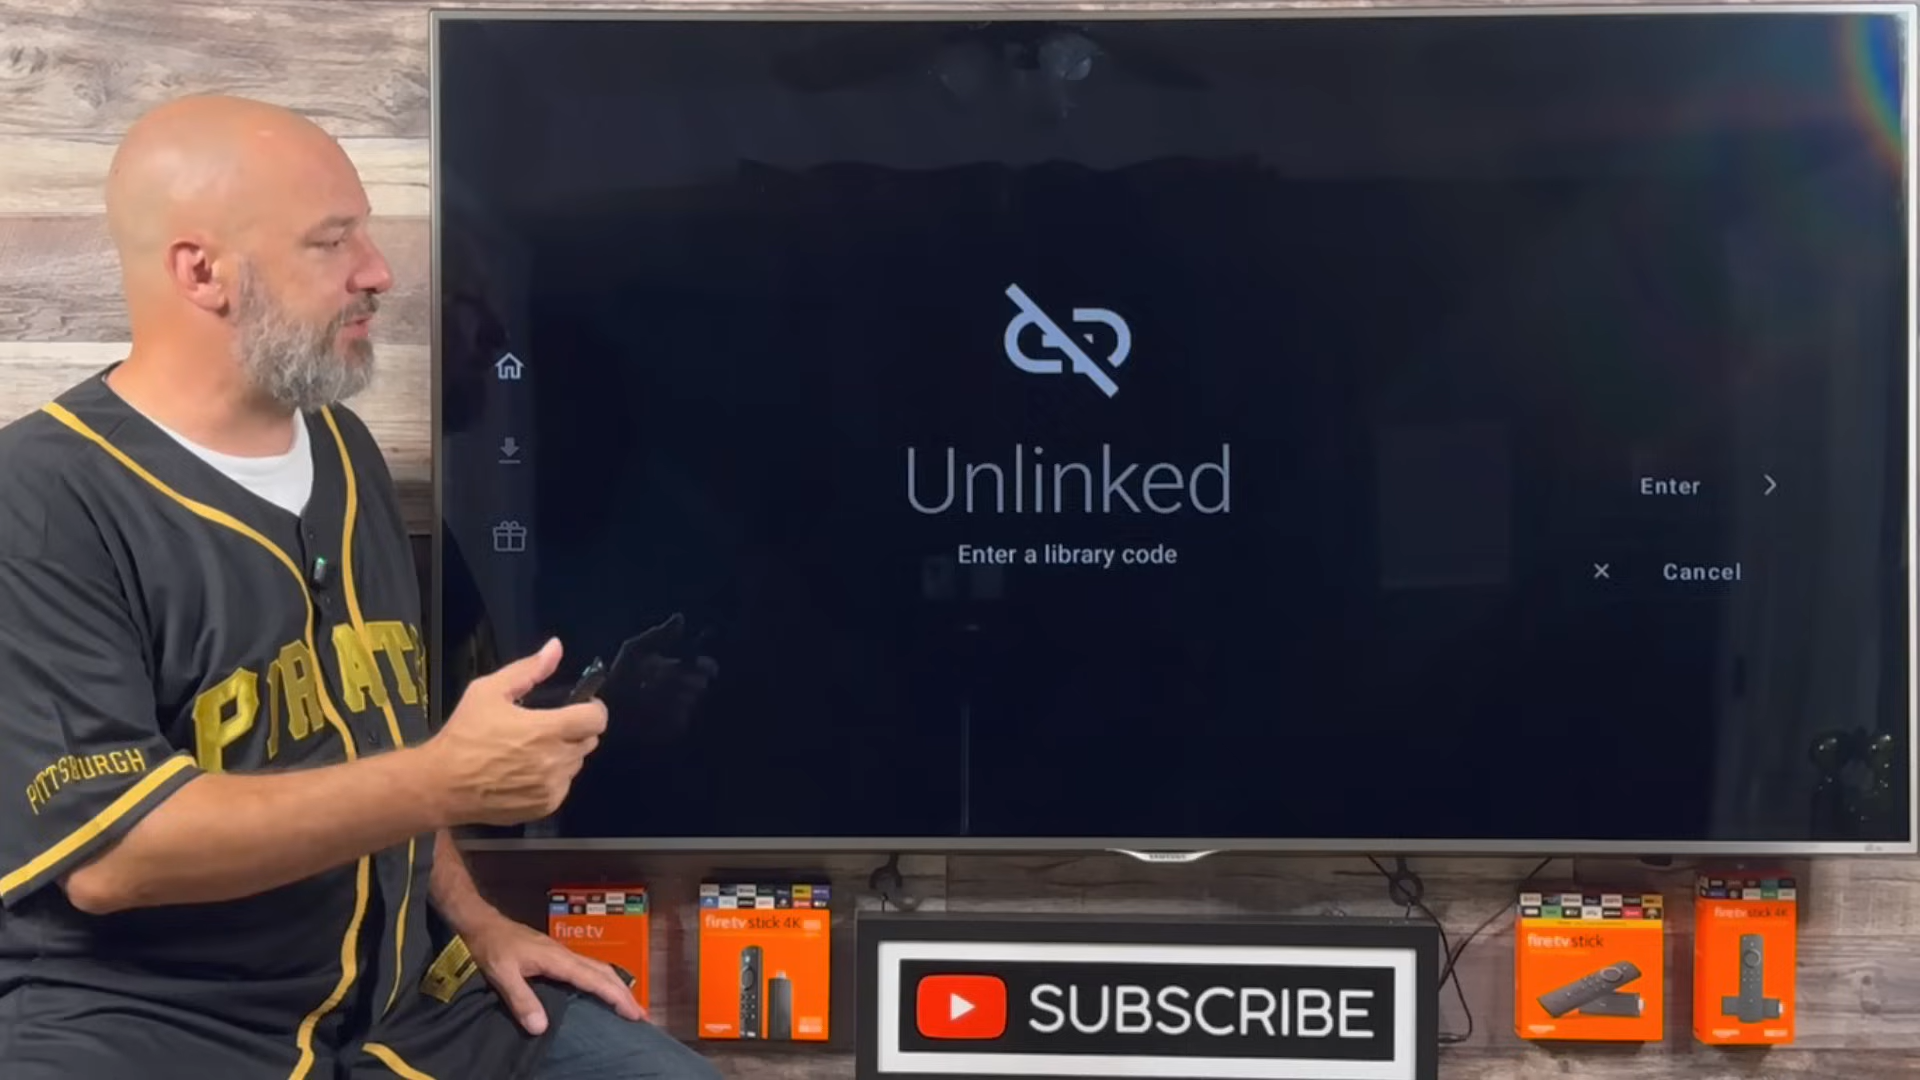 Unlinked
Enter a library code
Enter
Cancel
PIRATES
PITTSBURGH
SAMSUNG
fire tv
fire tv stick 4K
SUBSCRIBE
fire tv stick
fire tv stick 4K